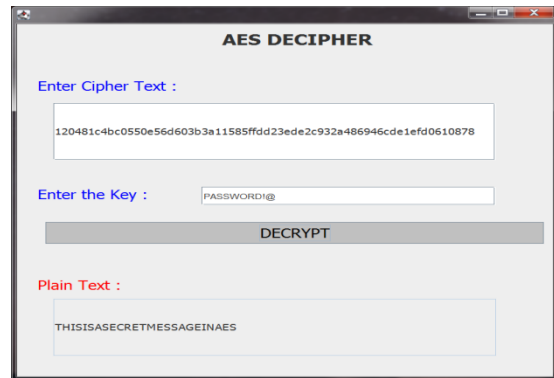 AES DECIPHER
Enter Cipher Text :
120481c4bc0550e56d603b3a11585ffdd23ede2c932a486946cde1efd0610878
Enter the Key :
PASSWORD!@
DECRYPT
Plain Text :
THISISASECRETMESSAGEINAES